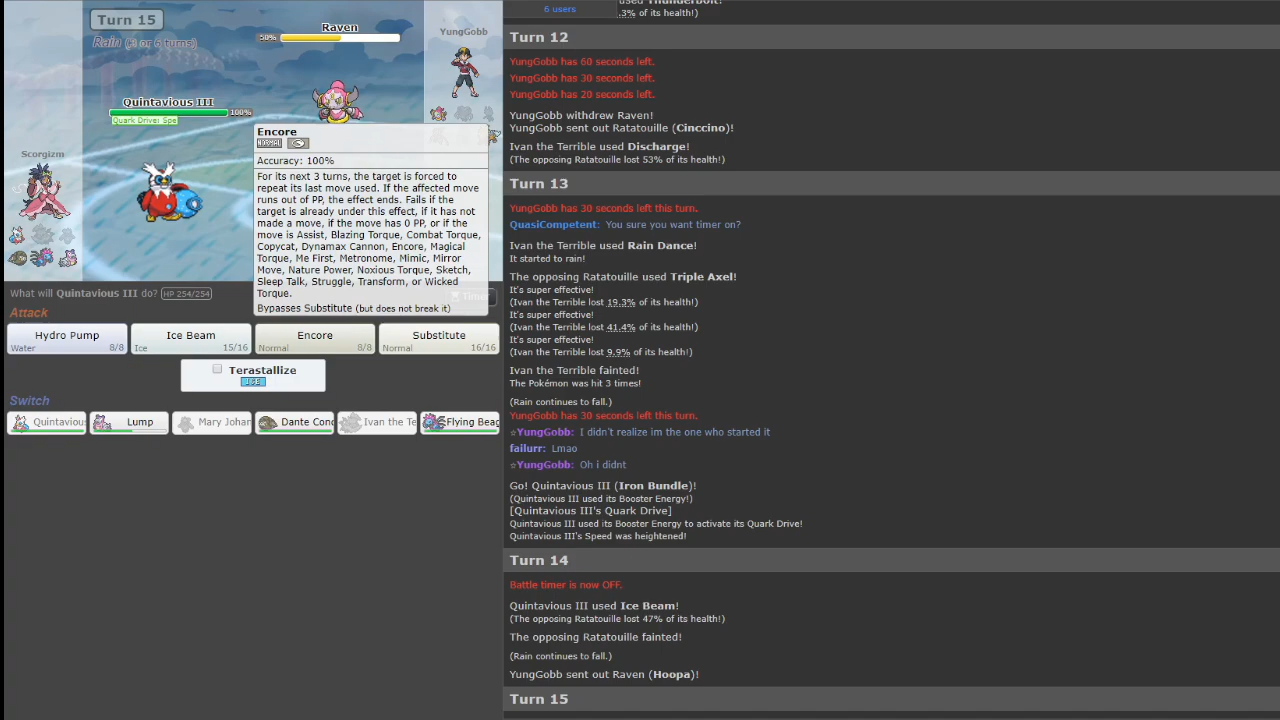 Turn 15
Raven
50%
YungGobb
Quintavious III
100%
Quark Drive: Spe
Scorgizm
Encore
NORMAL
Accuracy: 100%
For its next 3 turns, the target is forced to
repeat its last move used. If the affected move
runs out of PP, the effect ends. Fails if the
target is already under this effect, if it has not
made a move, if the move has 0 PP, or if the
move is Assist, Blazing Torque, Combat Torque,
Copycat, Dynamax Cannon, Encore, Magical
Torque, Me First, Metronome, Mimic, Mirror
Move, Nature Power, Noxious Torque, Sketch,
Sleep Talk, Struggle, Transform, or Wicked
Torque.
Bypasses Substitute (but does not break it)
What will Quintavious III do?
HP 254/254
Timer
Attack
Hydro Pump
Water 8/8
Ice Beam
Ice 15/16
Encore
Normal 8/8
Substitute
Normal 16/16
Terastallize
ICE
Switch
Quintavious
Lump
Mary Johan
Dante Cond
Ivan the Te
Flying Beag
6 users
.3% of its health!)
Turn 12
YungGobb has 60 seconds left.
YungGobb has 30 seconds left.
YungGobb has 20 seconds left.
YungGobb withdrew Raven!
YungGobb sent out Ratatouille (Cinccino)!
Ivan the Terrible used Discharge!
(The opposing Ratatouille lost 53% of its health!)
Turn 13
YungGobb has 30 seconds left this turn.
QuasiCompetent: You sure you want timer on?
Ivan the Terrible used Rain Dance!
It started to rain!
The opposing Ratatouille used Triple Axel!
It's super effective!
(Ivan the Terrible lost 19.3% of its health!)
It's super effective!
(Ivan the Terrible lost 41.4% of its health!)
It's super effective!
(Ivan the Terrible lost 9.9% of its health!)
Ivan the Terrible fainted!
The Pokémon was hit 3 times!
(Rain continues to fall.)
YungGobb has 30 seconds left this turn.
☆YungGobb: I didn't realize im the one who started it
failurr: Lmao
☆YungGobb: Oh i didnt
Go! Quintavious III (Iron Bundle)!
(Quintavious III used its Booster Energy!)
[Quintavious III's Quark Drive]
Quintavious III used its Booster Energy to activate its Quark Drive!
Quintavious III's Speed was heightened!
Turn 14
Battle timer is now OFF.
Quintavious III used Ice Beam!
(The opposing Ratatouille lost 47% of its health!)
The opposing Ratatouille fainted!
(Rain continues to fall.)
YungGobb sent out Raven (Hoopa)!
Turn 15